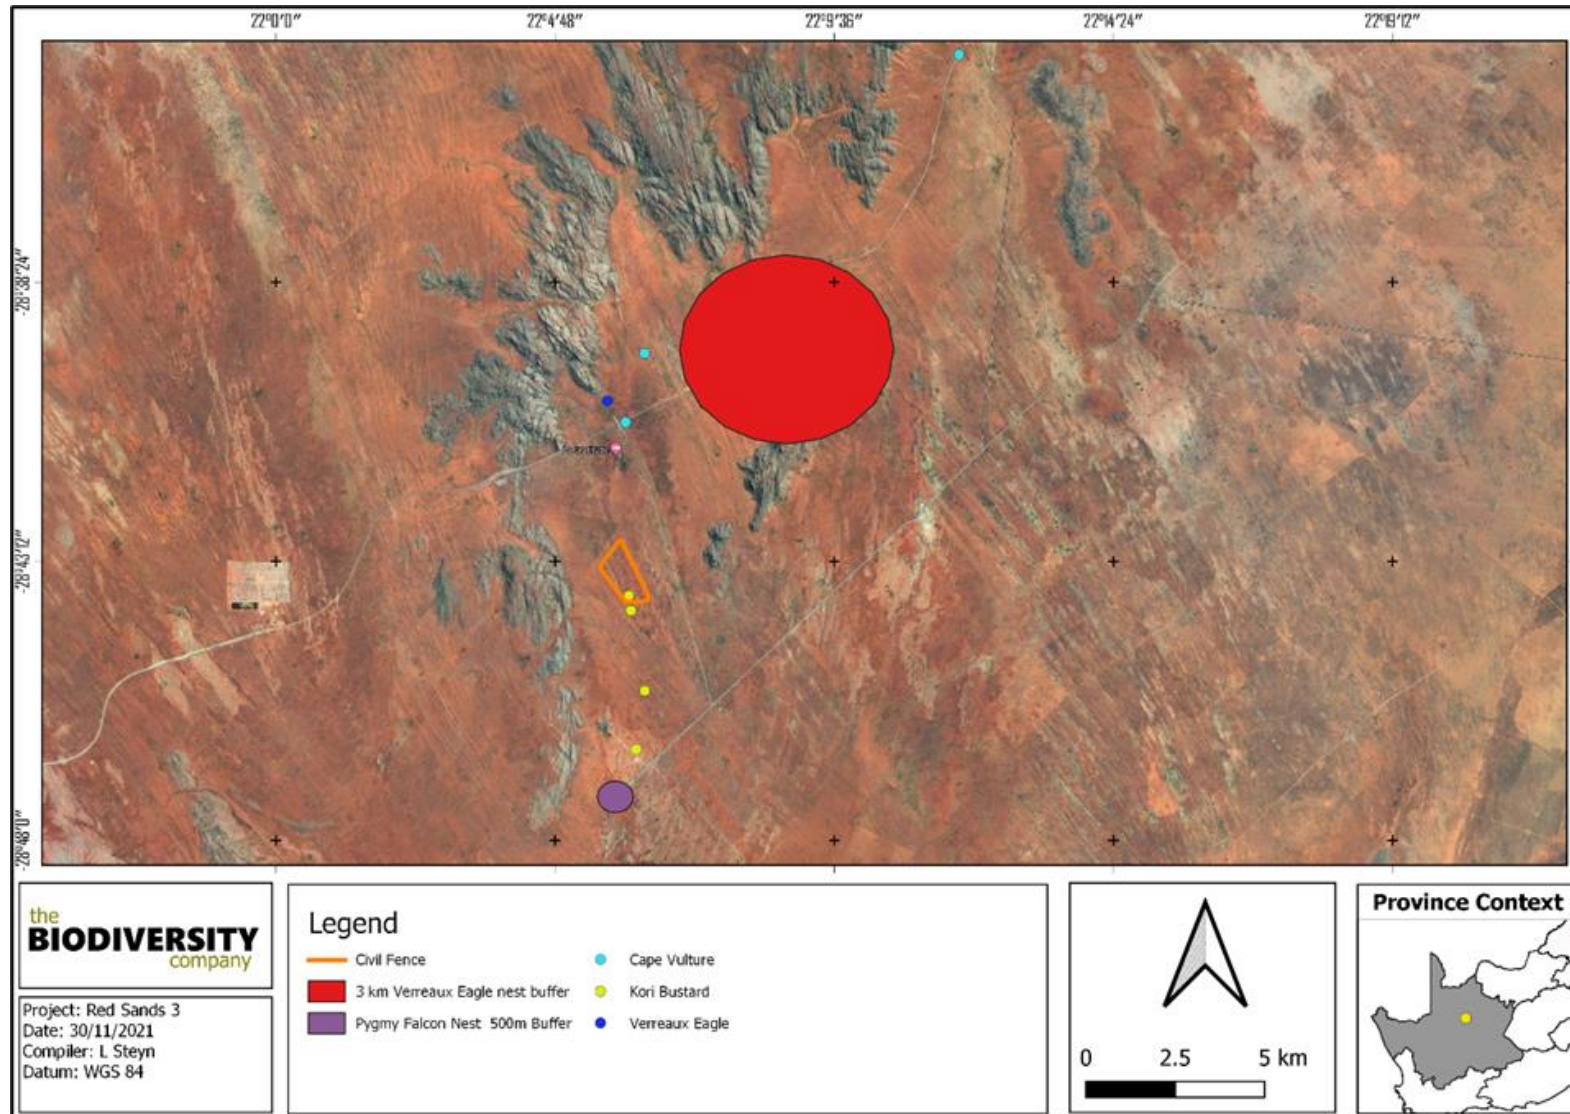 22°0′0″
22°4′48″
22°9′36″
22°14′24″
22°19′12″
-28°38′24″
-28°43′12″
-28°48′0″
the
BIODIVERSITY
company
Project: Red Sands 3
Date: 30/11/2021
Compiler: L Steyn
Datum: WGS 84
Legend
Civil Fence
3 km Verreaux Eagle nest buffer
Pygmy Falcon Nest 500m Buffer
Cape Vulture
Kori Bustard
Verreaux Eagle
0 2.5 5 km
Province Context